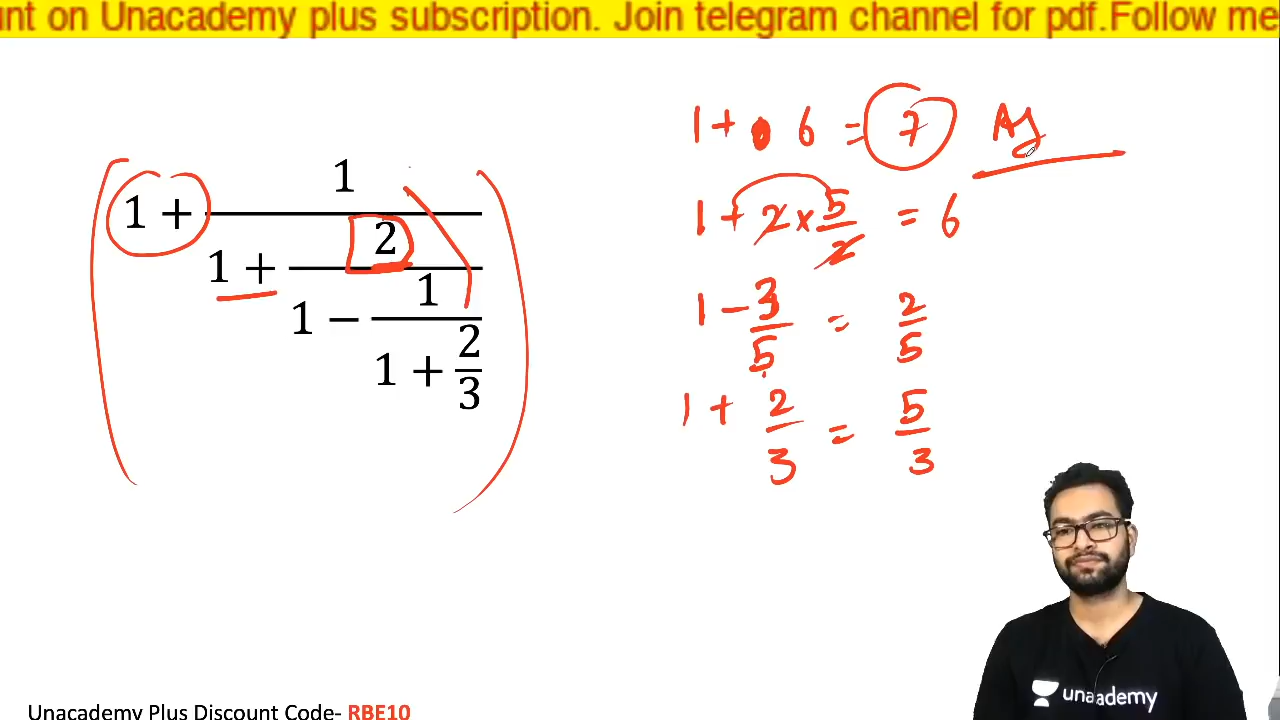 nt on Unacademy plus subscription. Join telegram channel for pdf.Follow me
1 + 6 = 7
1 + 2 × 5/2 = 6
1 - 3/5 = 2/5
1 + 2/3 = 5/3
1
1 +
2
1 +
1
1 −
2
1 +
3
unacademy
Unacademy Plus Discount Code- RBE10